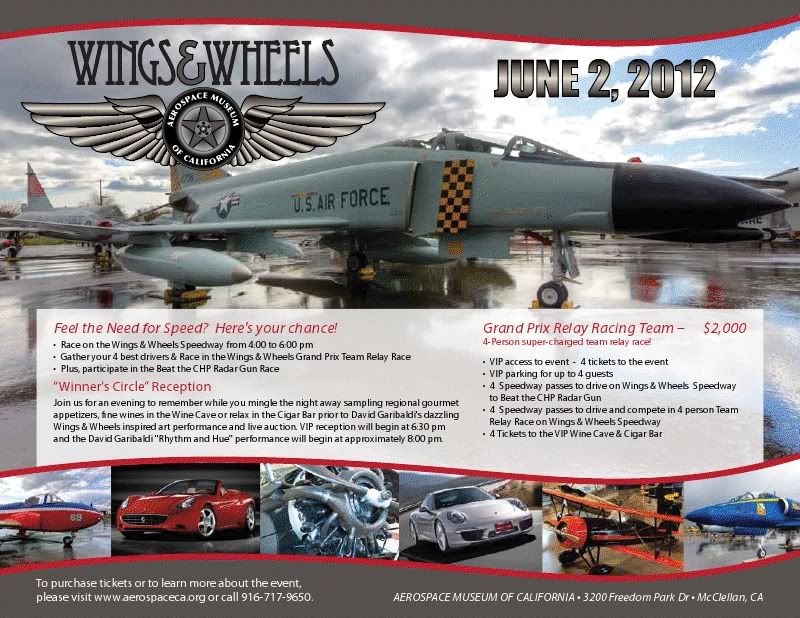 WINGS&WHEELS
AEROSPACE MUSEUM
OF CALIFORNIA
JUNE 2, 2012
U.S. AIR FORCE
Feel the Need for Speed? Here's your chance!
• Race on the Wings & Wheels Speedway from 4:00 to 6:00 pm
• Gather your 4 best drivers & Race in the Wings & Wheels Grand Prix Team Relay Race
• Plus, participate in the Beat the CHP Radar Gun Race
"Winner's Circle" Reception
Join us for an evening to remember while you mingle the night away sampling regional gourmet
appetizers, fine wines in the Wine Cave or relax in the Cigar Bar prior to David Garibaldi's dazzling
Wings & Wheels inspired art performance and live auction. VIP reception will begin at 6:30 pm
and the David Garibaldi "Rhythm and Hue" performance will begin at approximately 8:00 pm.
Grand Prix Relay Racing Team – $2,000
4-Person super-charged team relay race!
• VIP access to event - 4 tickets to the event
• VIP parking for up to 4 guests
• 4 Speedway passes to drive on Wings & Wheels Speedway
to Beat the CHP Radar Gun
• 4 Speedway passes to drive and compete in 4 person Team
Relay Race on Wings & Wheels Speedway
• 4 Tickets to the VIP Wine Cave & Cigar Bar
69
To purchase tickets or to learn more about the event,
please visit www.aerospaceca.org or call 916-717-9650.
AEROSPACE MUSEUM OF CALIFORNIA • 3200 Freedom Park Dr • McClellan, CA